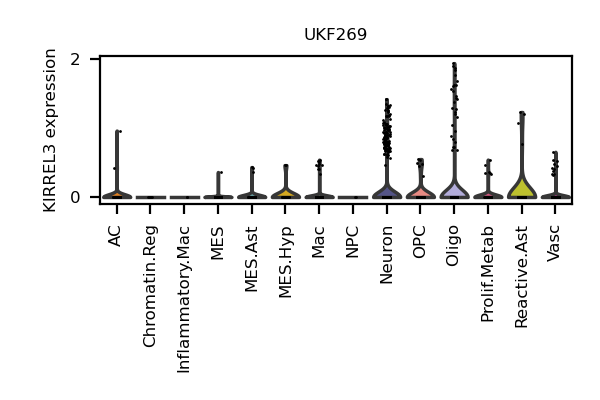 UKF269
KIRREL3 expression
2
0
AC
Chromatin.Reg
Inflammatory.Mac
MES
MES.Ast
MES.Hyp
Mac
NPC
Neuron
OPC
Oligo
Prolif.Metab
Reactive.Ast
Vasc